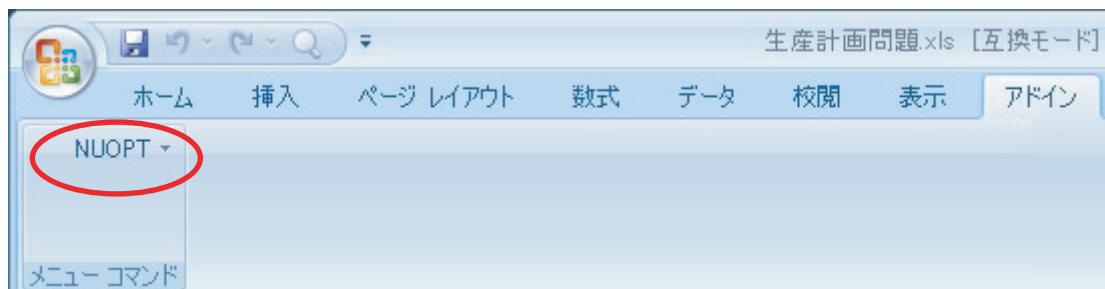 生産計画問題.xls [互換モード]
ホーム 挿入 ページ レイアウト 数式 データ 校閲 表示 アドイン
NUOPT
メニュー コマンド